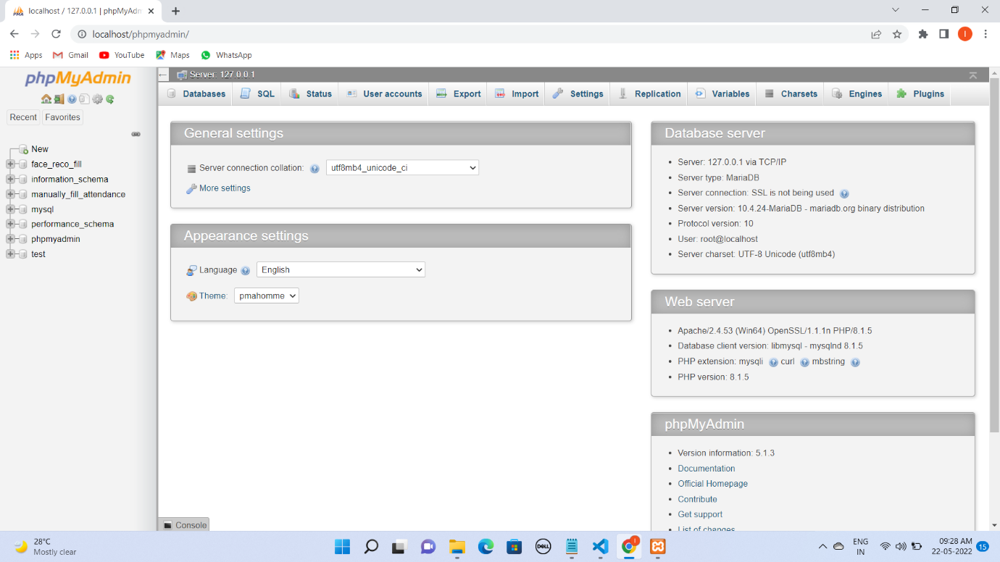 localhost / 127.0.0.1 | phpMyAdm
localhost/phpmyadmin/
I
Apps
Gmail
YouTube
Maps
WhatsApp
phpMyAdmin
Recent
Favorites
New
face_reco_fill
information_schema
manually_fill_attendance
mysql
performance_schema
phpmyadmin
test
Server: 127.0.0.1
Databases
SQL
Status
User accounts
Export
Import
Settings
Replication
Variables
Charsets
Engines
Plugins
General settings
Server connection collation:
utf8mb4_unicode_ci
More settings
Appearance settings
Language
English
Theme:
pmahomme
Database server
Server: 127.0.0.1 via TCP/IP
Server type: MariaDB
Server connection: SSL is not being used
Server version: 10.4.24-MariaDB - mariadb.org binary distribution
Protocol version: 10
User: root@localhost
Server charset: UTF-8 Unicode (utf8mb4)
Web server
Apache/2.4.53 (Win64) OpenSSL/1.1.1n PHP/8.1.5
Database client version: libmysql - mysqlnd 8.1.5
PHP extension: mysqli curl mbstring
PHP version: 8.1.5
phpMyAdmin
Version information: 5.1.3
Documentation
Official Homepage
Contribute
Get support
List of changes
Console
28°C
Mostly clear
DELL
ENG
IN
09:28 AM
22-05-2022
15